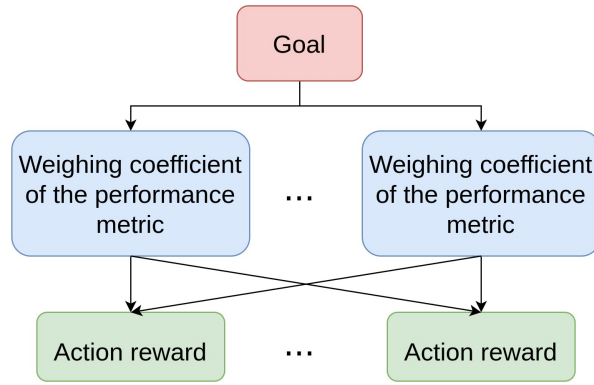 Goal
Weighing coefficient
of the performance
metric
...
Weighing coefficient
of the performance
metric
Action reward
...
Action reward